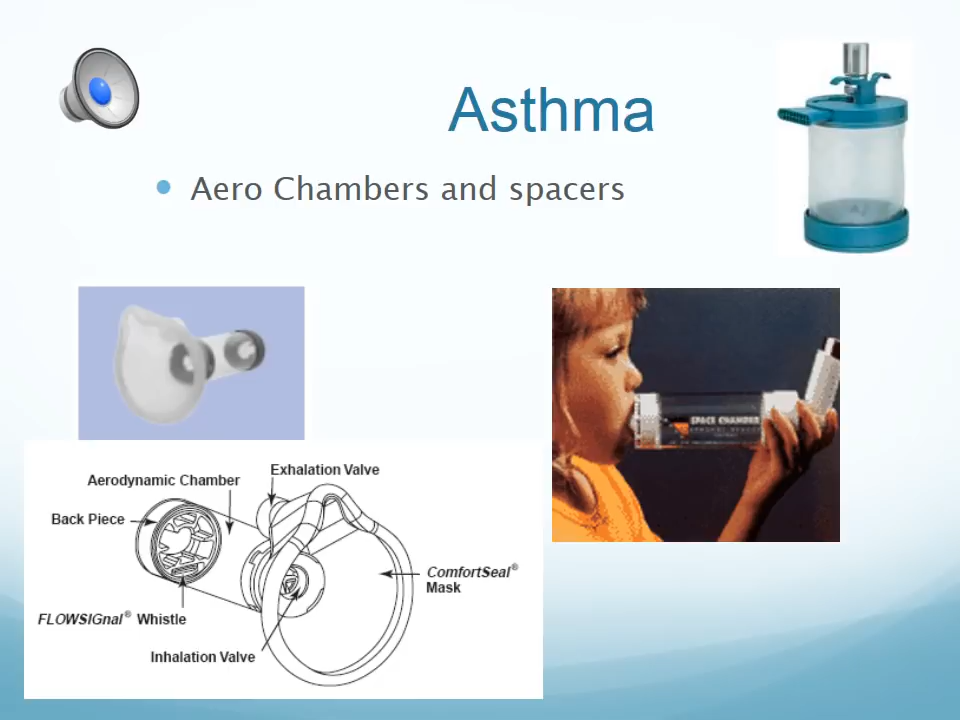 Asthma
Aero Chambers and spacers
SPACE CHAMBER
Exhalation Valve
Aerodynamic Chamber
Back Piece
ComfortSeal®
Mask
FLOWSIGnal® Whistle
Inhalation Valve